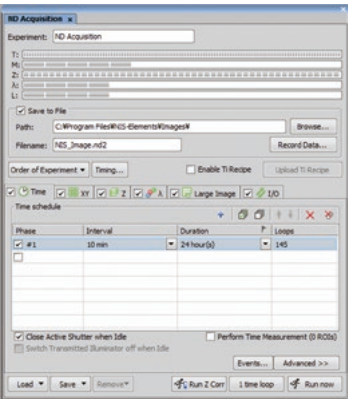 ND Acquisition x
Experiment: ND Acquisition
T:
M:
Z:
λ:
L:
Save to File
Path: C:₩Program Files₩NIS-Elements₩Images₩ Browse...
Filename: NIS_Image.nd2 Record Data...
Order of Experiment Timing... Enable Ti Recipe Upload Ti Recipe
Time XY Z λ Large Image I/O
Time schedule
Phase Interval Duration Loops
#1 10 min 24 hour(s) 145
Close Active Shutter when Idle Perform Time Measurement (0 ROIs)
Switch Transmitted Illuminator off when Idle
Events... Advanced >>
Load Save Remove Run Z Corr 1 time loop Run now